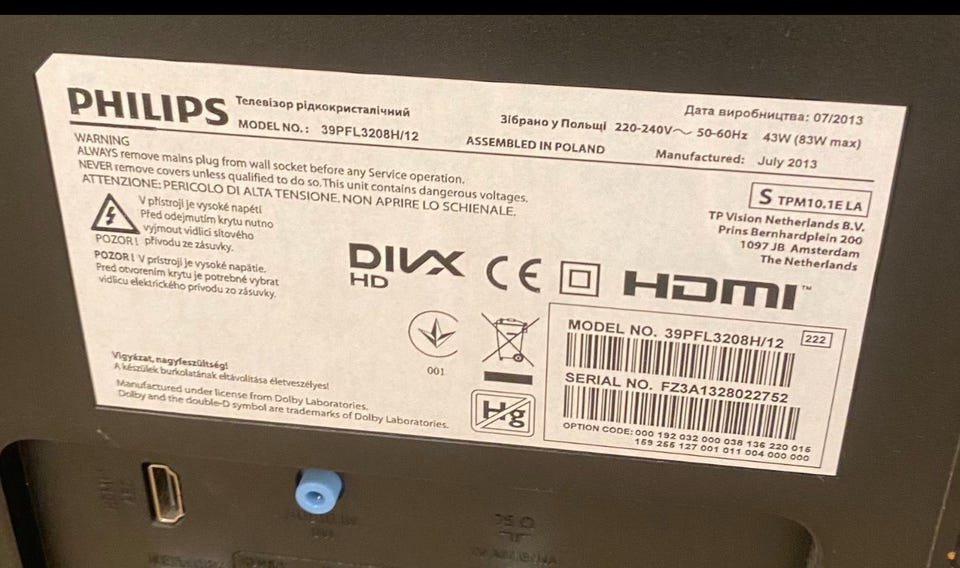 PHILIPS
Телевізор рідкокристалічний
MODEL NO.: 39PFL3208H/12
Зібрано у Польщі 220-240V~ 50-60Hz 43W (83W max)
Дата виробництва: 07/2013
ASSEMBLED IN POLAND
Manufactured: July 2013
WARNING
ALWAYS remove mains plug from wall socket before any Service operation.
NEVER remove covers unless qualified to do so. This unit contains dangerous voltages.
ATTENZIONE: PERICOLO DI ALTA TENSIONE, NON APRIRE LO SCHIENALE.
S TPM10.1E LA
TP Vision Netherlands B.V.
Prins Bernhardplein 200
1097 JB Amsterdam
The Netherlands
V přístroji je vysoké napětí
Před odejmutím krytu nutno
vyjmout vidlici síťového
POZOR! přívodu ze zásuvky.
POZOR! V prístroji je vysoké napätie.
Pred otvorením krytu je potrebné vybrat
vidlicu elektrického prívodu zo zásuvky.
DIVX
HD
CE
HDMI™
001
Hg
Vigyázat, nagyfeszültség!
A készülék burkolatának eltávolítása életveszélyes!
Manufactured under license from Dolby Laboratories.
Dolby and the double-D symbol are trademarks of Dolby Laboratories.
MODEL NO. 39PFL3208H/12
222
SERIAL NO. FZ3A1328022752
OPTION CODE: 000 192 032 000 038 136 220 016
159 255 127 001 011 004 000 000